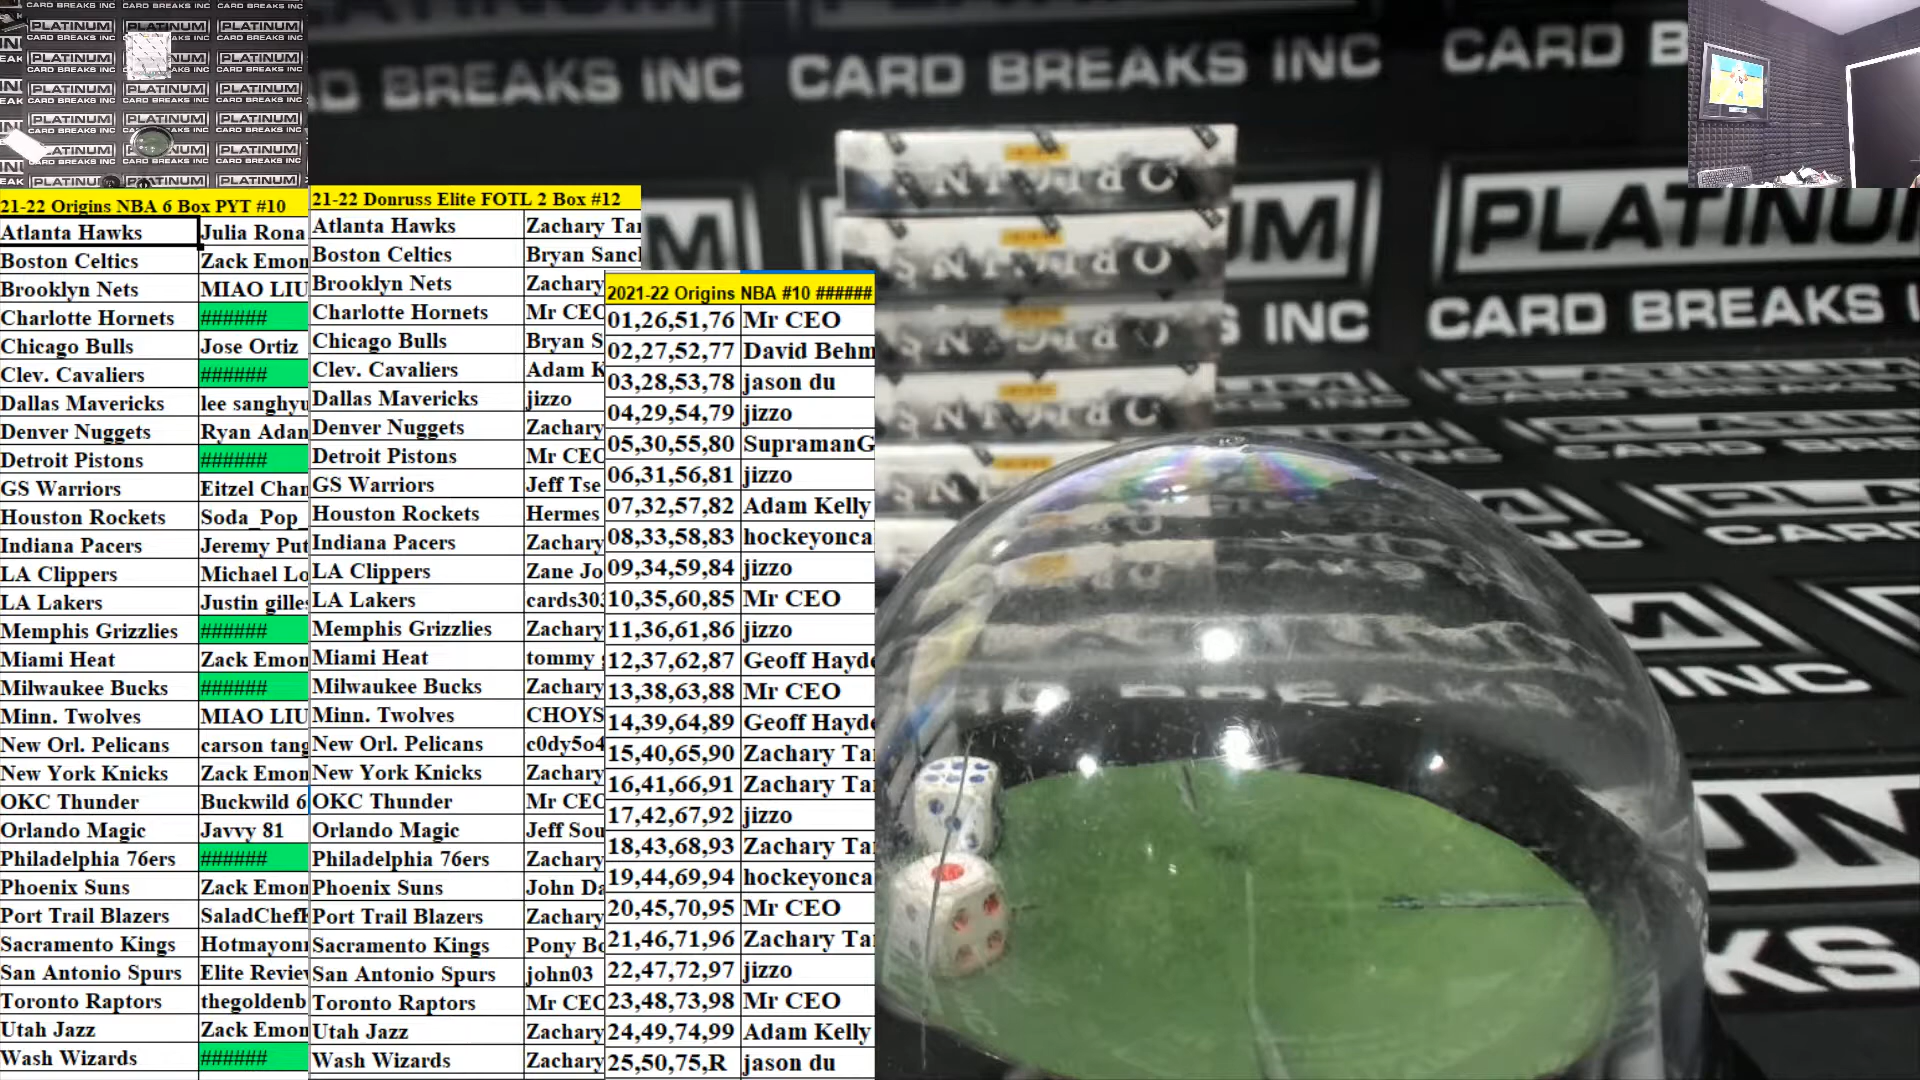 21-22 Origins NBA 6 Box PYT #10
Atlanta Hawks Julia Rona
Boston Celtics Zack Emon
Brooklyn Nets MIAO LIU
Charlotte Hornets ######
Chicago Bulls Jose Ortiz
Clev. Cavaliers ######
Dallas Mavericks lee sanghyu
Denver Nuggets Ryan Adan
Detroit Pistons ######
GS Warriors Eitzel Chan
Houston Rockets Soda_Pop_
Indiana Pacers Jeremy Put
LA Clippers Michael Lo
LA Lakers Justin gilles
Memphis Grizzlies ######
Miami Heat Zack Emon
Milwaukee Bucks ######
Minn. Twolves MIAO LIU
New Orl. Pelicans carson tang
New York Knicks Zack Emon
OKC Thunder Buckwild 6
Orlando Magic Javvy 81
Philadelphia 76ers ######
Phoenix Suns Zack Emon
Port Trail Blazers SaladChefF
Sacramento Kings Hotmayonn
San Antonio Spurs Elite Review
Toronto Raptors thegoldenb
Utah Jazz Zack Emon
Wash Wizards ######
21-22 Donruss Elite FOTL 2 Box #12
Atlanta Hawks Zachary Tan
Boston Celtics Bryan Sanch
Brooklyn Nets Zachary
Charlotte Hornets Mr CEO
Chicago Bulls Bryan S
Clev. Cavaliers Adam K
Dallas Mavericks jizzo
Denver Nuggets Zachary
Detroit Pistons Mr CEO
GS Warriors Jeff Tse
Houston Rockets Hermes
Indiana Pacers Zachary
LA Clippers Zane Jo
LA Lakers cards303
Memphis Grizzlies Zachary
Miami Heat tommy
Milwaukee Bucks Zachary
Minn. Twolves CHOYS
New Orl. Pelicans c0dy5o4
New York Knicks Zachary
OKC Thunder Mr CEO
Orlando Magic Jeff Sou
Philadelphia 76ers Zachary
Phoenix Suns John Da
Port Trail Blazers Zachary
Sacramento Kings Pony Bo
San Antonio Spurs john03
Toronto Raptors Mr CEO
Utah Jazz Zachary
Wash Wizards Zachary
2021-22 Origins NBA #10 ######
01,26,51,76 Mr CEO
02,27,52,77 David Behm
03,28,53,78 jason du
04,29,54,79 jizzo
05,30,55,80 SupramanG
06,31,56,81 jizzo
07,32,57,82 Adam Kelly
08,33,58,83 hockeyonca
09,34,59,84 jizzo
10,35,60,85 Mr CEO
11,36,61,86 jizzo
12,37,62,87 Geoff Hayde
13,38,63,88 Mr CEO
14,39,64,89 Geoff Hayde
15,40,65,90 Zachary Tan
16,41,66,91 Zachary Tan
17,42,67,92 jizzo
18,43,68,93 Zachary Tan
19,44,69,94 hockeyonca
20,45,70,95 Mr CEO
21,46,71,96 Zachary Tan
22,47,72,97 jizzo
23,48,73,98 Mr CEO
24,49,74,99 Adam Kelly
25,50,75,R jason du
CARD BREAKS INC
PLATINUM
CARD BREAKS INC
ORIGINS
ORIGINS
ORIGINS
ORIGINS